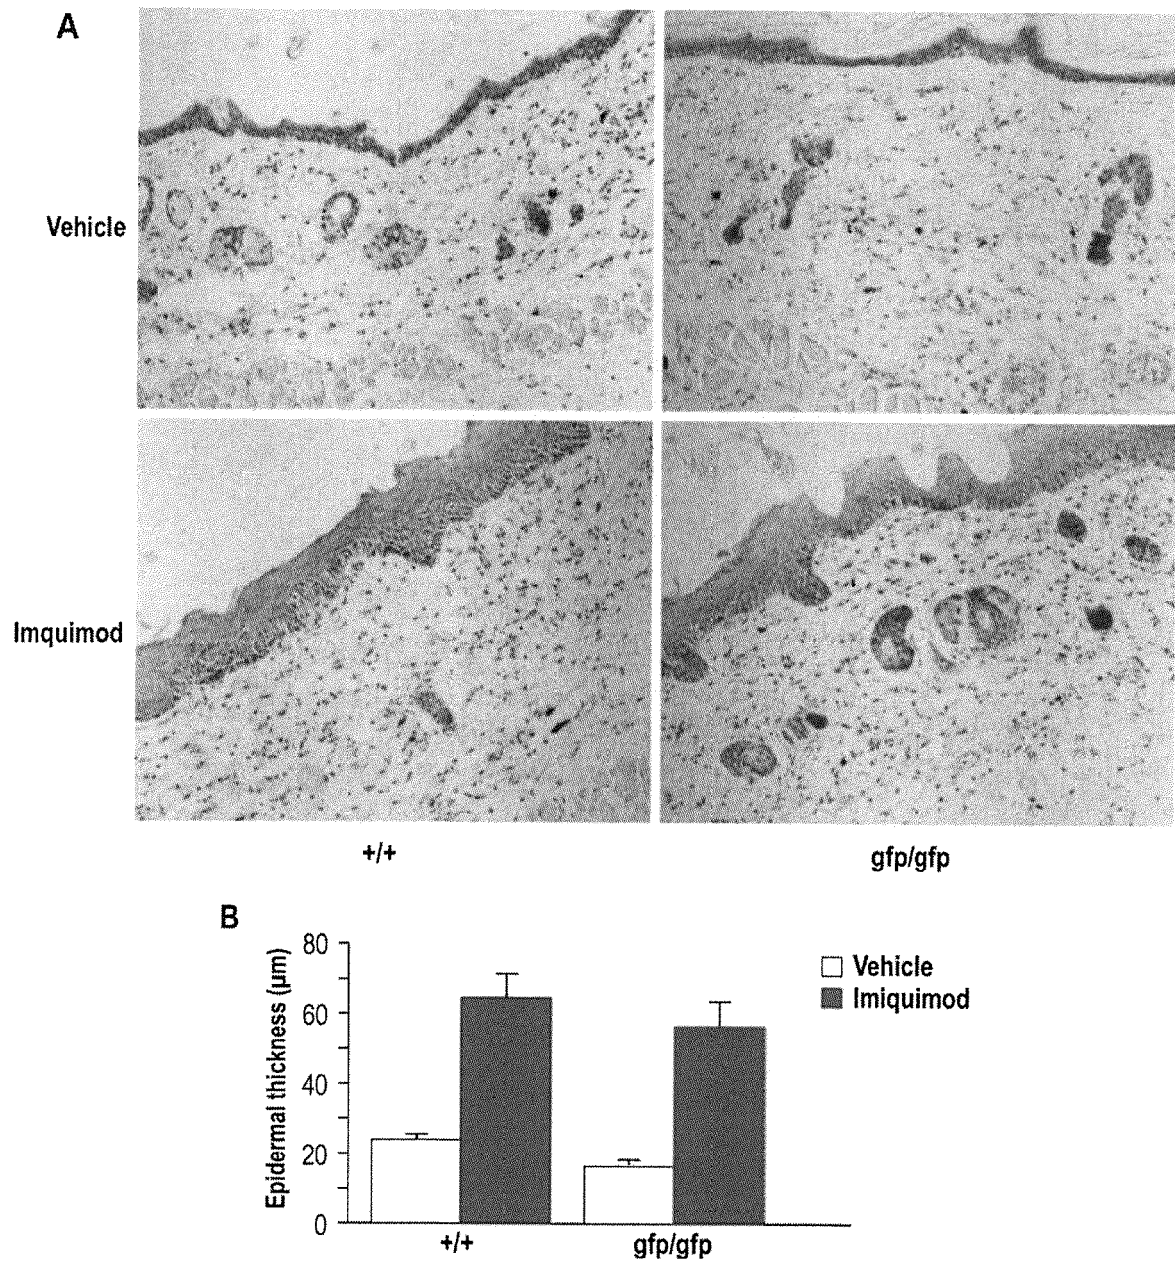 A
Vehicle
Imquimod
+/+ gfp/gfp
B
Epidermal thickness (μm)
80
60
40
20
0
+/+ gfp/gfp
Vehicle
Imiquimod